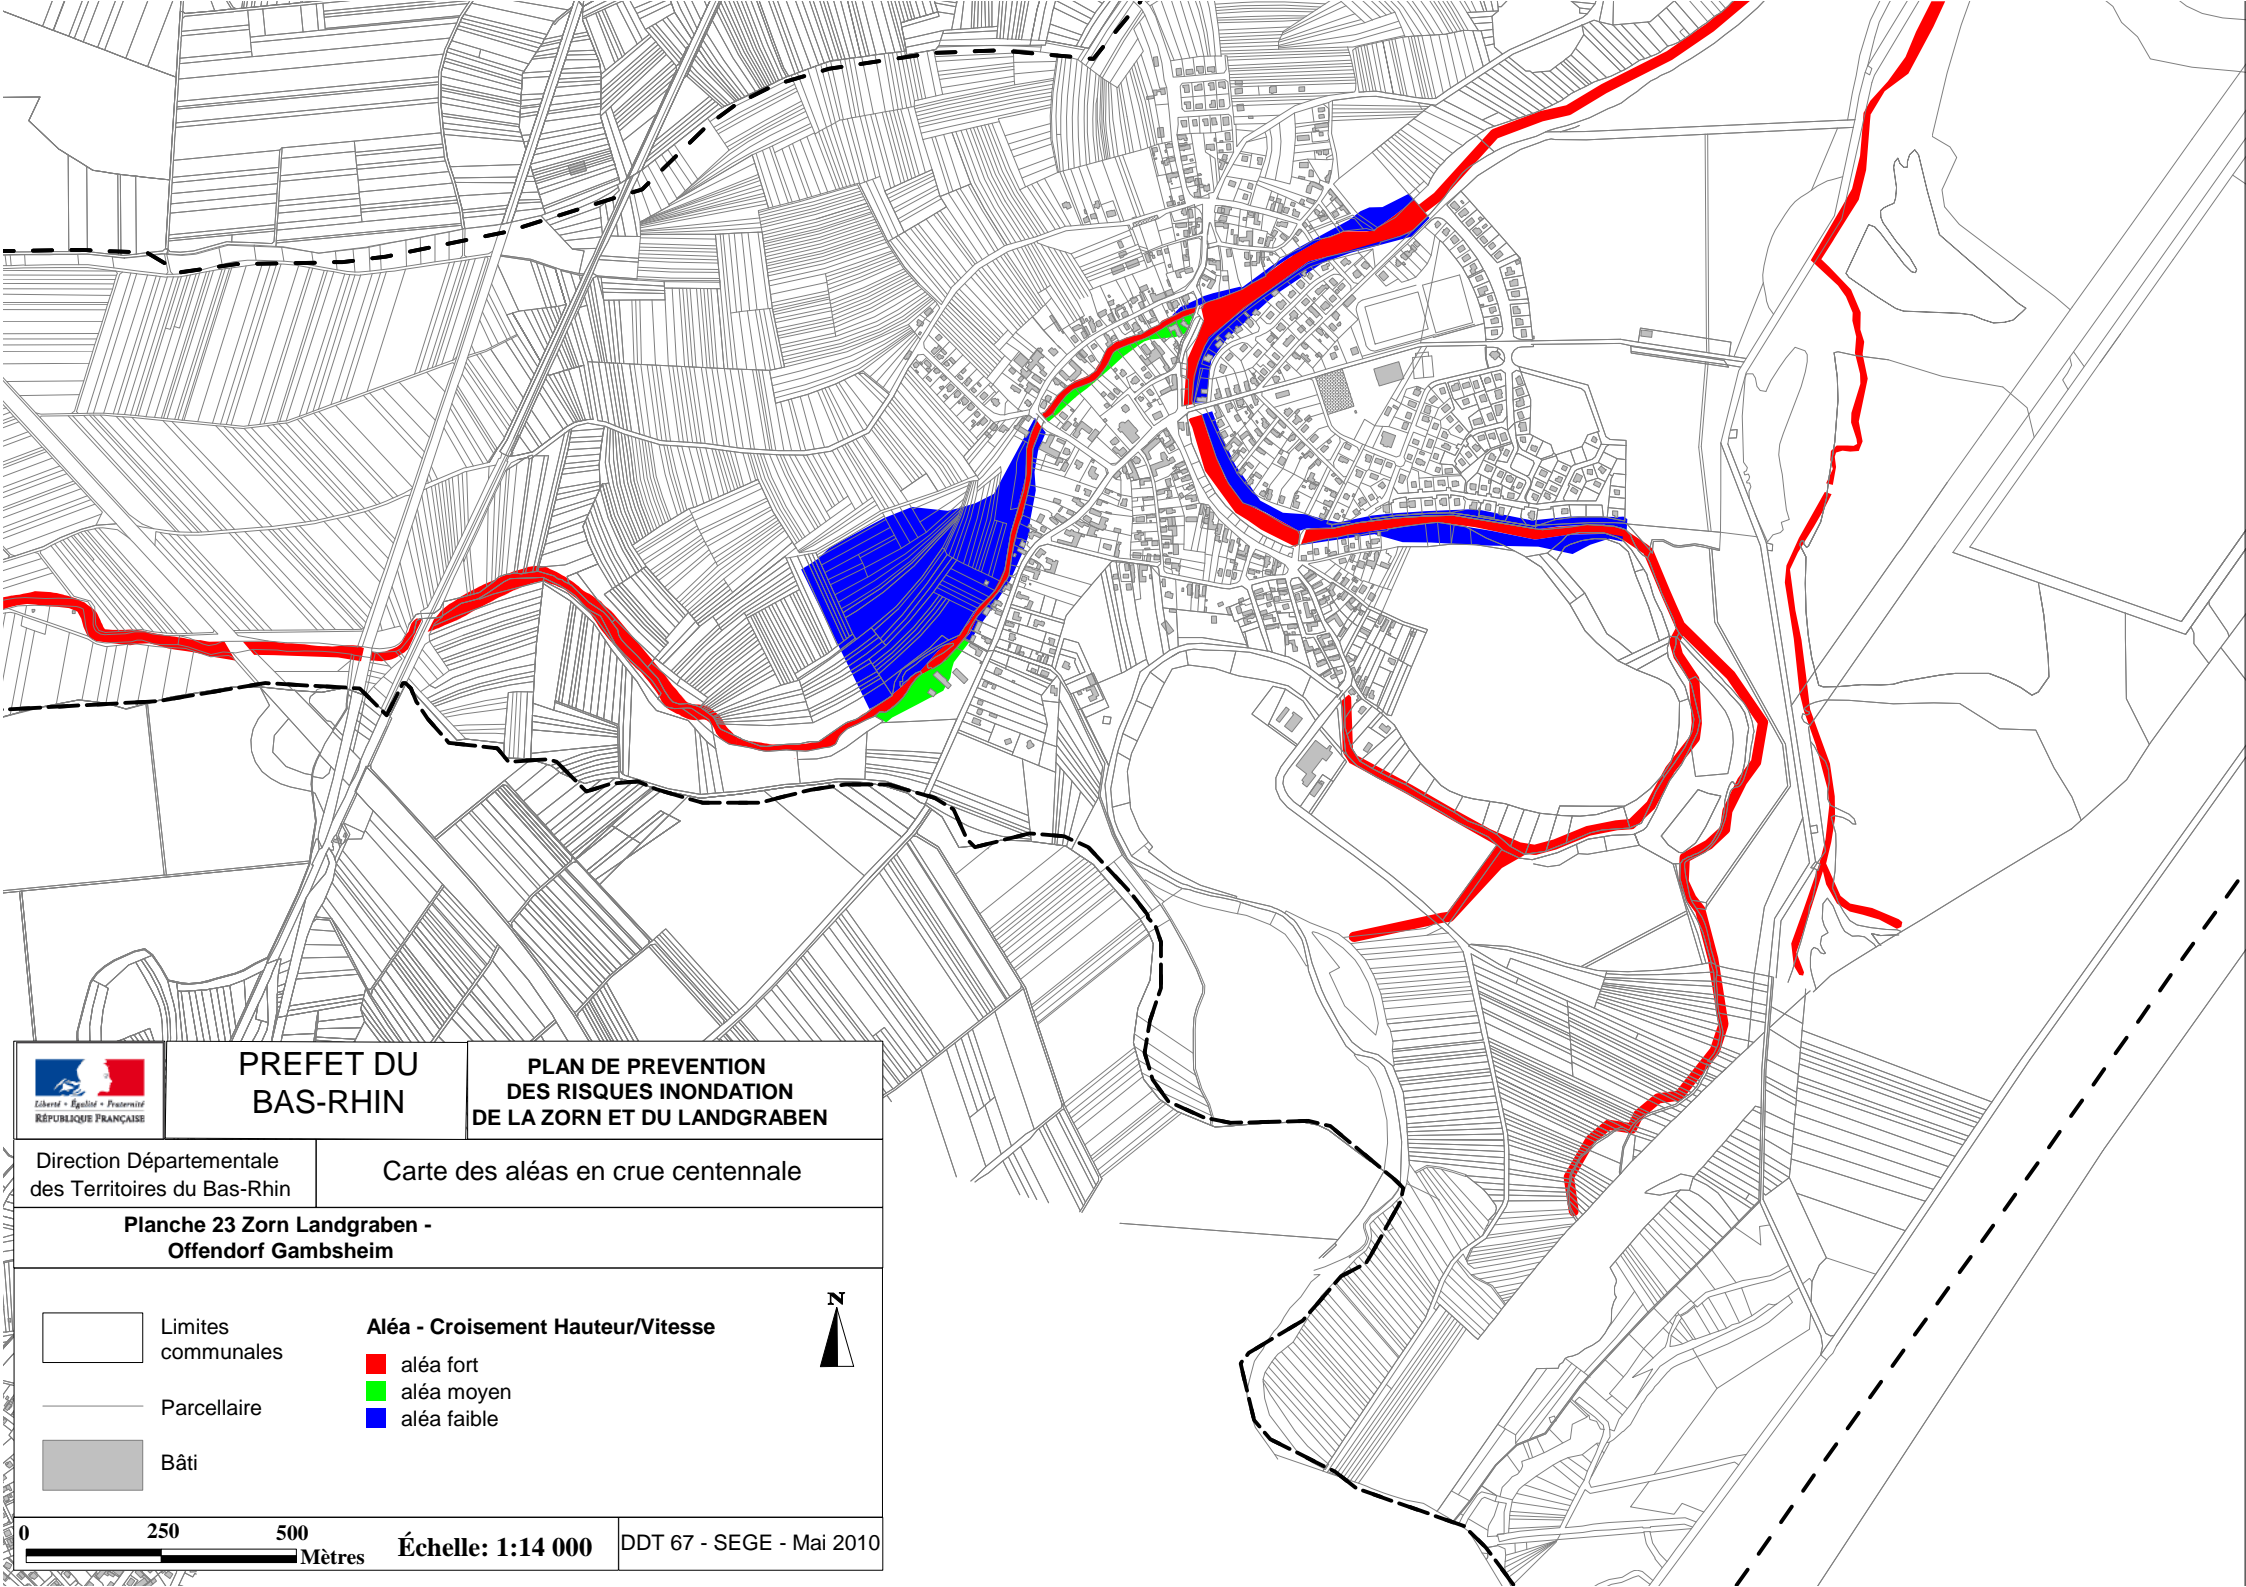 PREFET DU
BAS-RHIN
PLAN DE PREVENTION
DES RISQUES INONDATION
DE LA ZORN ET DU LANDGRABEN
Liberté • Égalité • Fraternité
RÉPUBLIQUE FRANÇAISE
Direction Départementale
des Territoires du Bas-Rhin
Carte des aléas en crue centennale
Planche 23 Zorn Landgraben -
Offendorf Gambsheim
N
Limites
communales
Parcellaire
Bâti
Aléa - Croisement Hauteur/Vitesse
aléa fort
aléa moyen
aléa faible
0 250 500
Mètres
Échelle: 1:14 000
DDT 67 - SEGE - Mai 2010